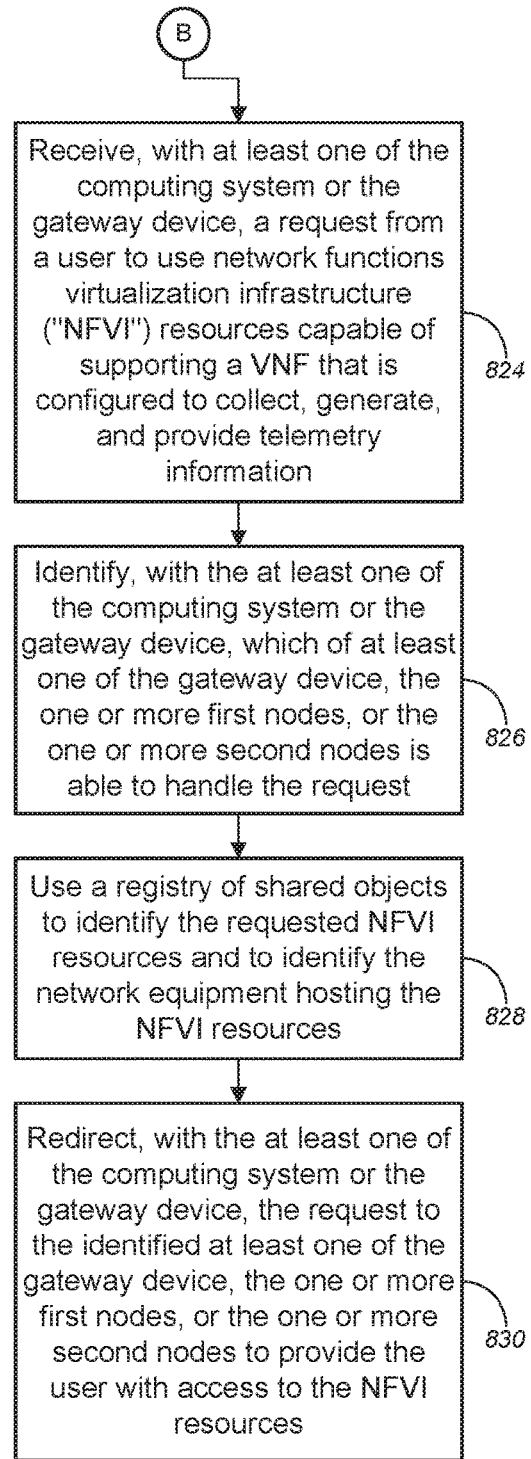 B
Receive, with at least one of the
computing system or the
gateway device, a request from
a user to use network functions
virtualization infrastructure
("NFVI") resources capable of
supporting a VNF that is
configured to collect, generate,
and provide telemetry
information
824
Identify, with the at least one of
the computing system or the
gateway device, which of at least
one of the gateway device, the
one or more first nodes, or the
one or more second nodes is
able to handle the request
826
Use a registry of shared objects
to identify the requested NFVI
resources and to identify the
network equipment hosting the
NFVI resources
828
Redirect, with the at least one of
the computing system or the
gateway device, the request to
the identified at least one of the
gateway device, the one or more
first nodes, or the one or more
second nodes to provide the
user with access to the NFVI
resources
830